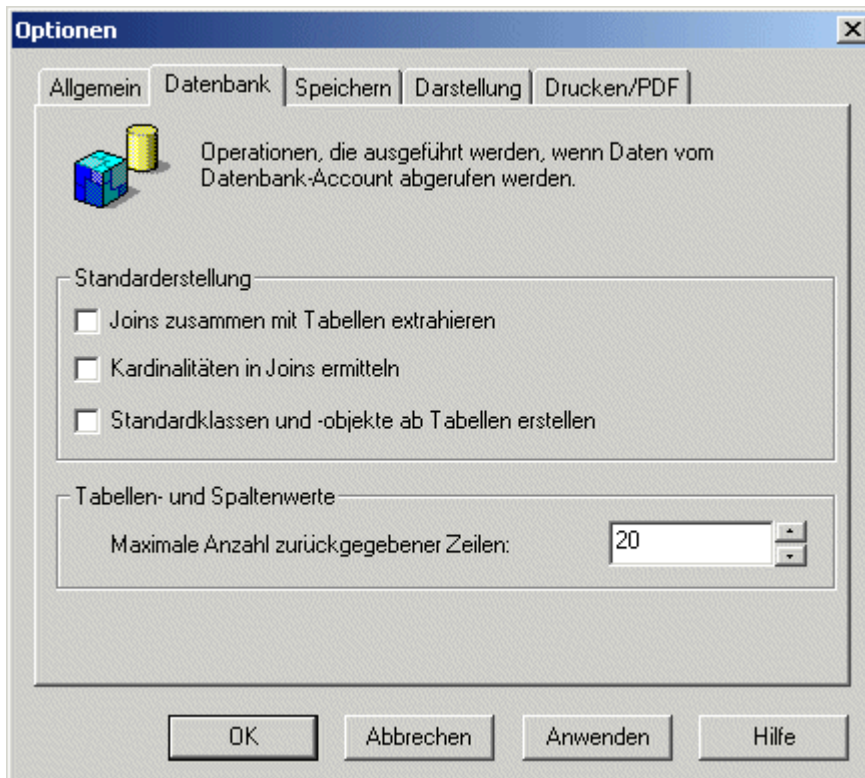 Optionen
Allgemein Datenbank Speichern Darstellung Drucken/PDF
Operationen, die ausgeführt werden, wenn Daten vom
Datenbank-Account abgerufen werden.
Standarderstellung
Joins zusammen mit Tabellen extrahieren
Kardinalitäten in Joins ermitteln
Standardklassen und -objekte ab Tabellen erstellen
Tabellen- und Spaltenwerte
Maximale Anzahl zurückgegebener Zeilen: 20
OK Abbrechen Anwenden Hilfe